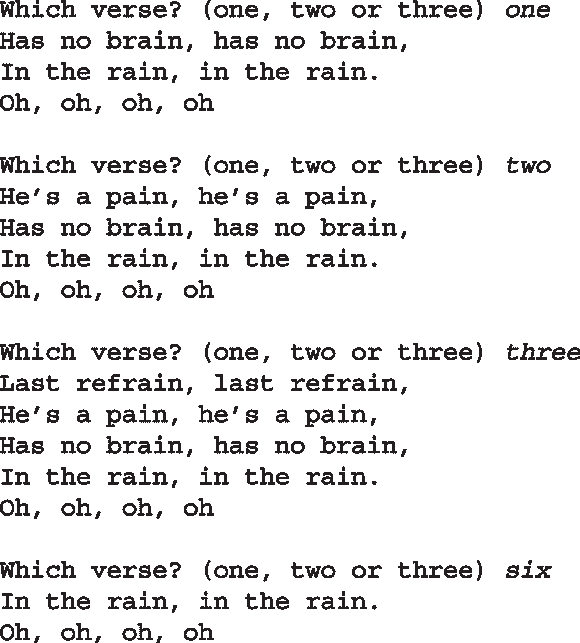 Which verse? (one, two or three) one
Has no brain, has no brain,
In the rain, in the rain.
Oh, oh, oh, oh
Which verse? (one, two or three) two
He's a pain, he's a pain,
Has no brain, has no brain,
In the rain, in the rain.
Oh, oh, oh, oh
Which verse? (one, two or three) three
Last refrain, last refrain,
He's a pain, he's a pain,
Has no brain, has no brain,
In the rain, in the rain.
Oh, oh, oh, oh
Which verse? (one, two or three) six
In the rain, in the rain.
Oh, oh, oh, oh